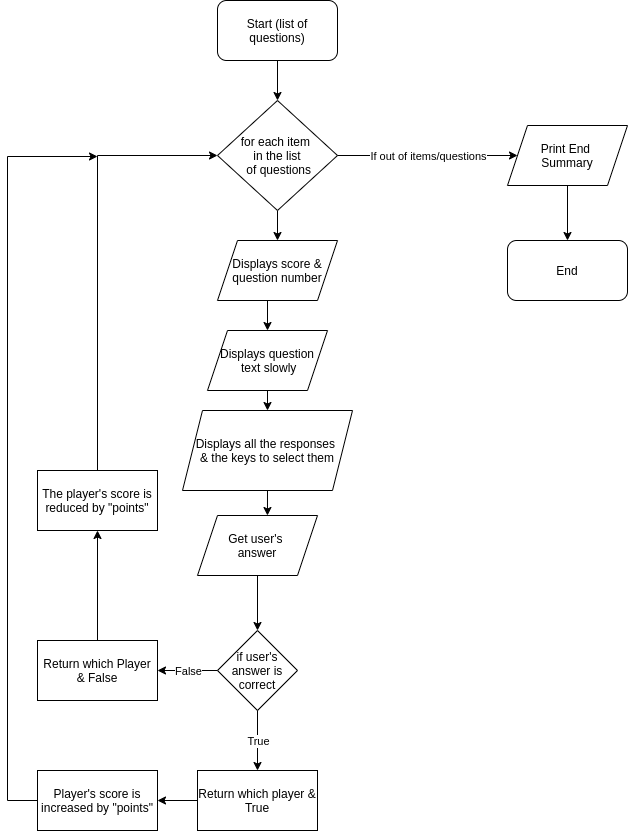 Start (list of
questions)
for each item
in the list
of questions
If out of items/questions
Print End
Summary
End
Displays score &
question number
Displays question
text slowly
Displays all the responses
& the keys to select them
Get user's
answer
if user's
answer is
correct
False
Return which Player
& False
The player's score is
reduced by "points"
True
Return which player &
True
Player's score is
increased by "points"